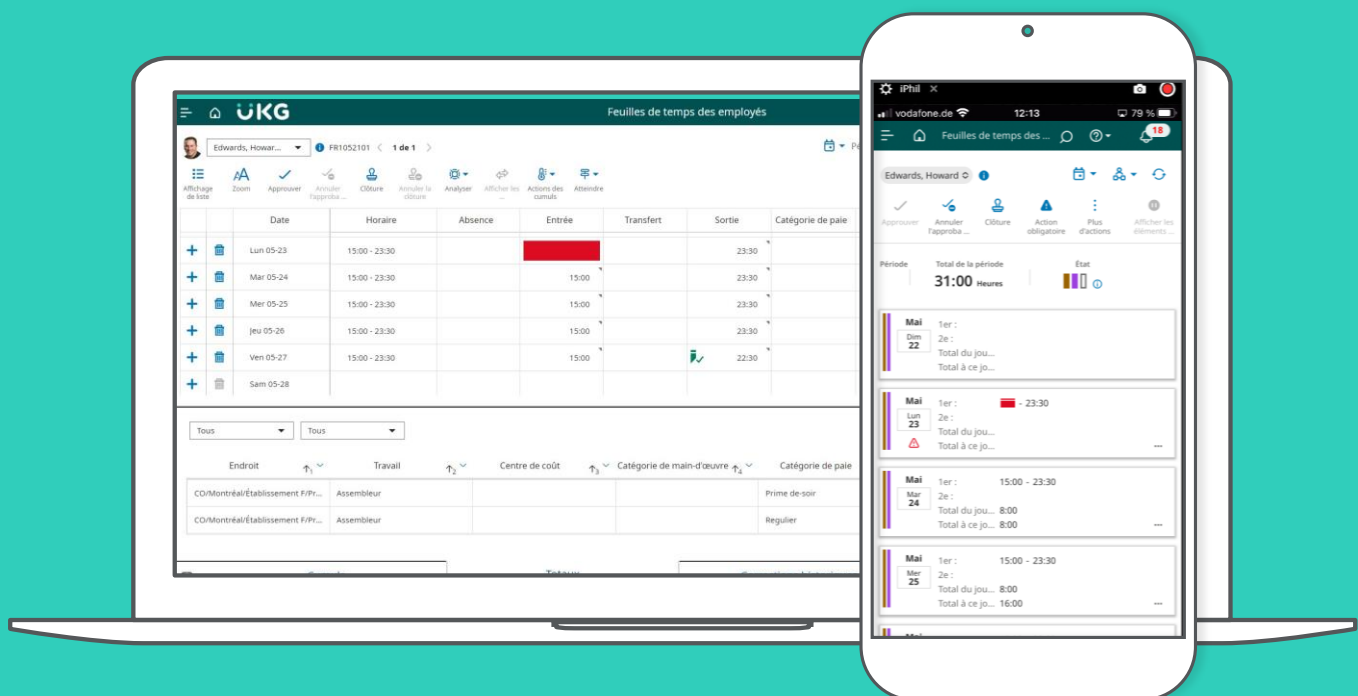 UKG
Feuilles de temps des employés
Edwards, Howar...
FR1052101
1 de 1
Affichage de liste
Zoom
Approuver
Annuler l'approba ...
Clôture
Annuler la clôture
Analyser
Afficher les ...
Actions des cumuls
Atteindre
Date Horaire Absence Entrée Transfert Sortie Catégorie de paie
Lun 05-23 15:00 - 23:30 23:30
Mar 05-24 15:00 - 23:30 15:00 23:30
Mer 05-25 15:00 - 23:30 15:00 23:30
Jeu 05-26 15:00 - 23:30 15:00 23:30
Ven 05-27 15:00 - 23:30 15:00 22:30
Sam 05-28
Tous Tous
Endroit 1 Travail 2 Centre de coût 3 Catégorie de main-d'œuvre 4 Catégorie de paie
CO/Montréal/Établissement F/Pr... Assembleur Prime de-soir
CO/Montréal/Établissement F/Pr... Assembleur Regulier
iPhil
vodafone.de 12:13 79 %
Feuilles de temps des ... 18
Edwards, Howard
Approuver
Annuler l'approba ...
Clôture
Action obligatoire
Plus d'actions
Afficher les éléments ...
Période Total de la période État
31:00 Heures
Mai 1er :
Dim 2e :
22 Total du jou...
Total à ce jo...
Mai 1er : - 23:30
Lun 2e :
23 Total du jou...
Total à ce jo... ...
Mai 1er : 15:00 - 23:30
Mar 2e :
24 Total du jou... 8:00
Total à ce jo... 8:00 ...
Mai 1er : 15:00 - 23:30
Mer 2e :
25 Total du jou... 8:00
Total à ce jo... 16:00 ...